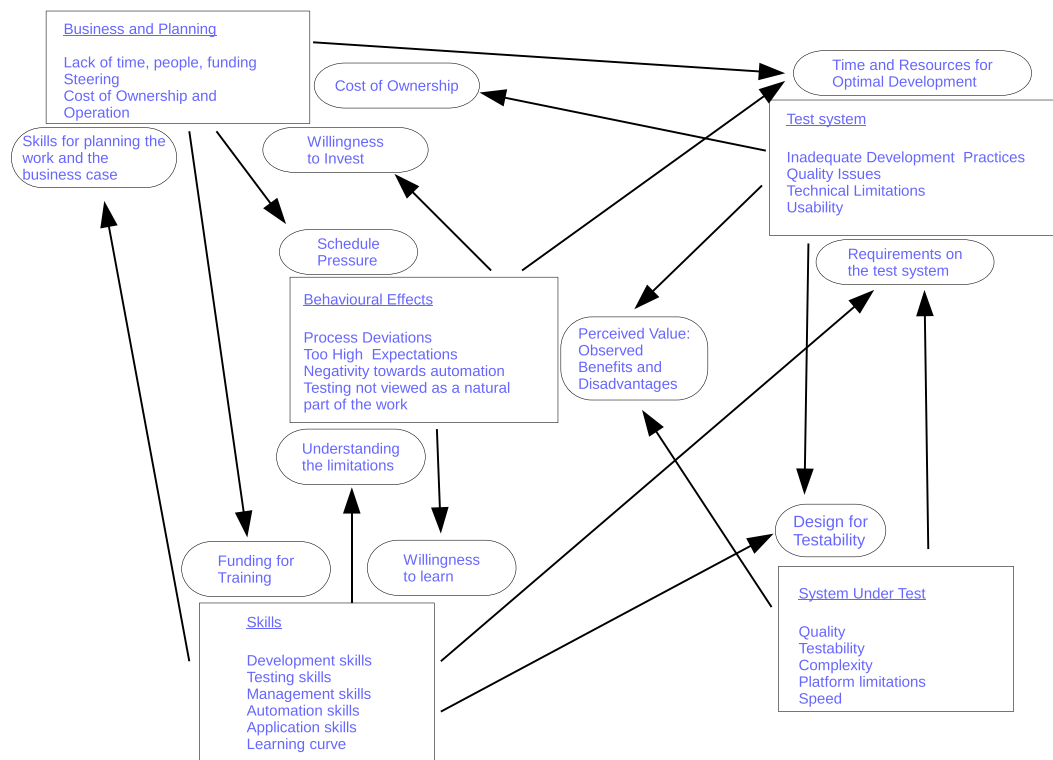 Business and Planning
Lack of time, people, funding
Steering
Cost of Ownership and
Operation
Cost of Ownership
Time and Resources for
Optimal Development
Test system
Inadequate Development  Practices
Quality Issues
Technical Limitations
Usability
Skills for planning the
work and the
business case
Willingness
to Invest
Schedule
Pressure
Requirements on
the test system
Behavioural Effects
Process Deviations
Too High  Expectations
Negativity towards automation
Testing not viewed as a natural
part of the work
Perceived Value:
Observed
Benefits and
Disadvantages
Understanding
the limitations
Design for
Testability
Funding for
Training
Willingness
to learn
System Under Test
Quality
Testability
Complexity
Platform limitations
Speed
Skills
Development skills
Testing skills
Management skills
Automation skills
Application skills
Learning curve